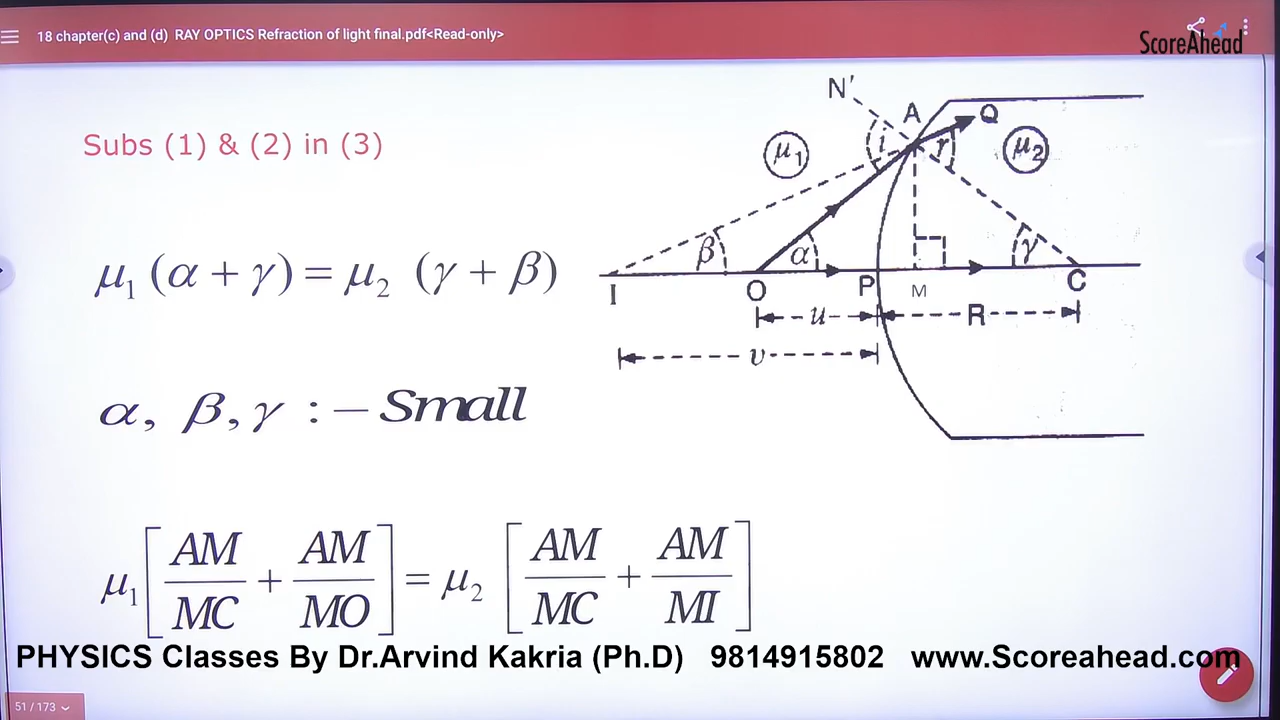 18 chapter(c) and (d) RAY OPTICS Refraction of light final.pdf<Read-only>
ScoreAhead
Subs (1) & (2) in (3)
μ₁ (α + γ) = μ₂ (γ + β)
α, β, γ : – Small
μ₁ [AM/MC + AM/MO] = μ₂ [AM/MC + AM/MI]
N′
A
Q
μ₁
i
r
μ₂
β
α
γ
I
O
P
M
C
u
R
v
PHYSICS Classes By Dr.Arvind Kakria (Ph.D) 9814915802 www.Scoreahead.com
51 / 173